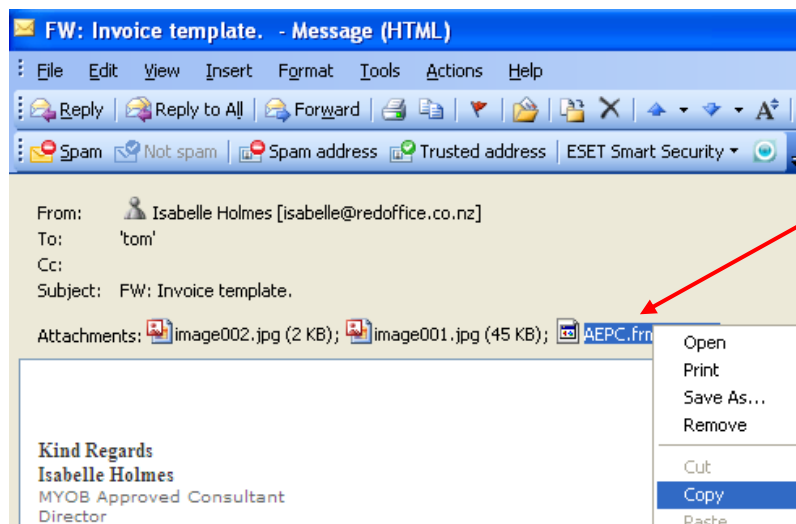 FW: Invoice template. - Message (HTML)
File Edit View Insert Format Tools Actions Help
Reply Reply to All Forward A
Spam Not spam Spam address Trusted address ESET Smart Security
From: Isabelle Holmes [isabelle@redoffice.co.nz]
To: 'tom'
Cc:
Subject: FW: Invoice template.
Attachments: image002.jpg (2 KB); image001.jpg (45 KB); AEPC.frm
Open
Print
Save As...
Remove
Cut
Copy
Paste
Kind Regards
Isabelle Holmes
MYOB Approved Consultant
Director